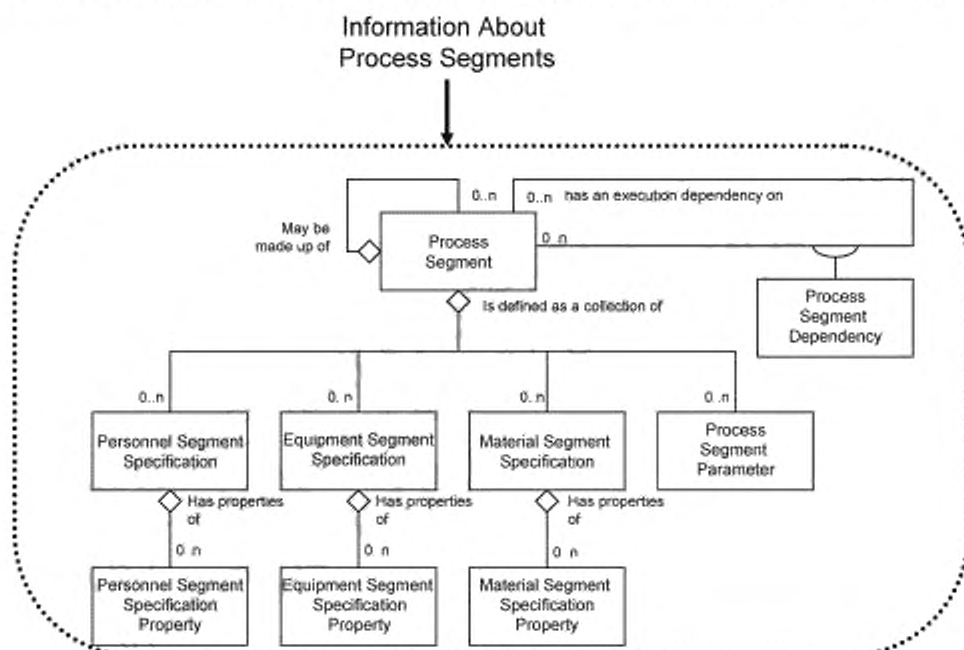 Information About
Process Segments
0..n
0..n has an execution dependency on
May be
made up of
Process
Segment
0 n
Is defined as a collection of
Process
Segment
Dependency
0..n
0. n
0..n
0..n
Personnel Segment
Specification
Equipment Segment
Specification
Material Segment
Specification
Process
Segment
Parameter
Has properties
of
Has properties
of
Has properties
of
0 n
0 n
0 n
Personnel Segment
Specification
Property
Equipment Segment
Specification
Property
Material Segment
Specification
Property